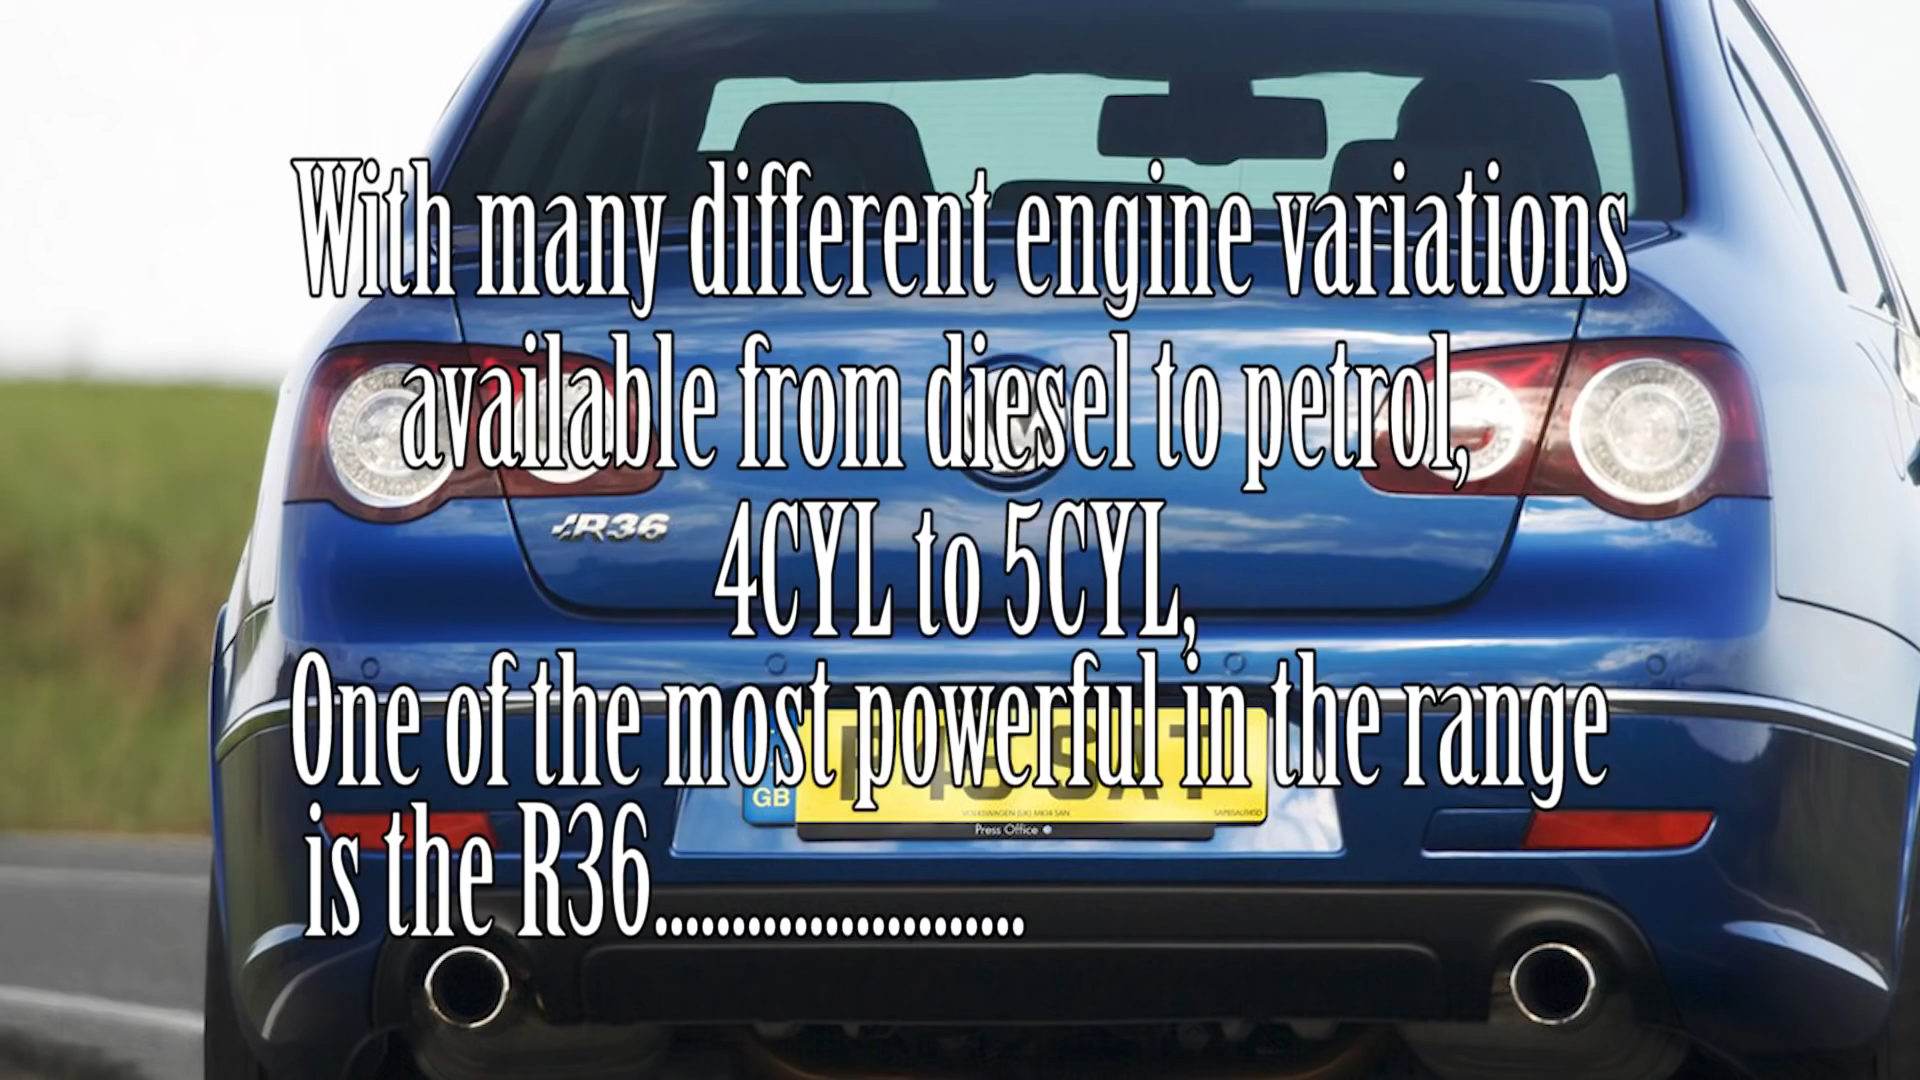 With many different engine variations
available from diesel to petrol,
4CYL to 5CYL,
One of the most powerful in the range
is the R36........................
R36
GB
Press Office